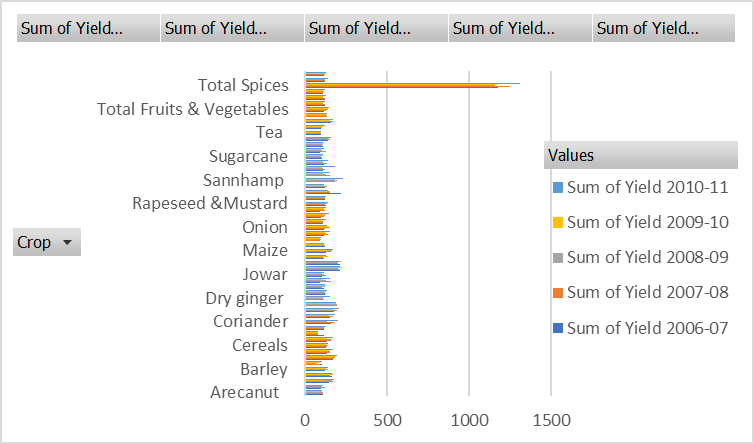 Sum of Yield... Sum of Yield... Sum of Yield... Sum of Yield... Sum of Yield...
Total Spices
Total Fruits & Vegetables
Tea
Sugarcane
Sannhamp
Rapeseed &Mustard
Onion
Maize
Jowar
Dry ginger
Coriander
Cereals
Barley
Arecanut
0 500 1000 1500
Crop
Values
Sum of Yield 2010-11
Sum of Yield 2009-10
Sum of Yield 2008-09
Sum of Yield 2007-08
Sum of Yield 2006-07